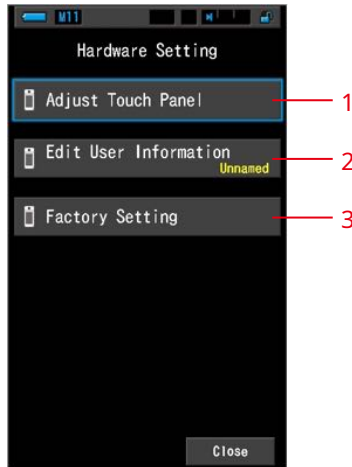 M11
Hardware Setting
Adjust Touch Panel
1
Edit User Information
Unnamed
2
Factory Setting
3
Close